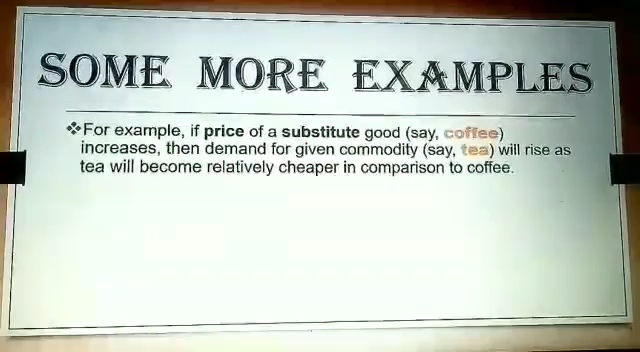 SOME MORE EXAMPLES
❖For example, if price of a substitute good (say, coffee)
increases, then demand for given commodity (say, tea) will rise as
tea will become relatively cheaper in comparison to coffee.